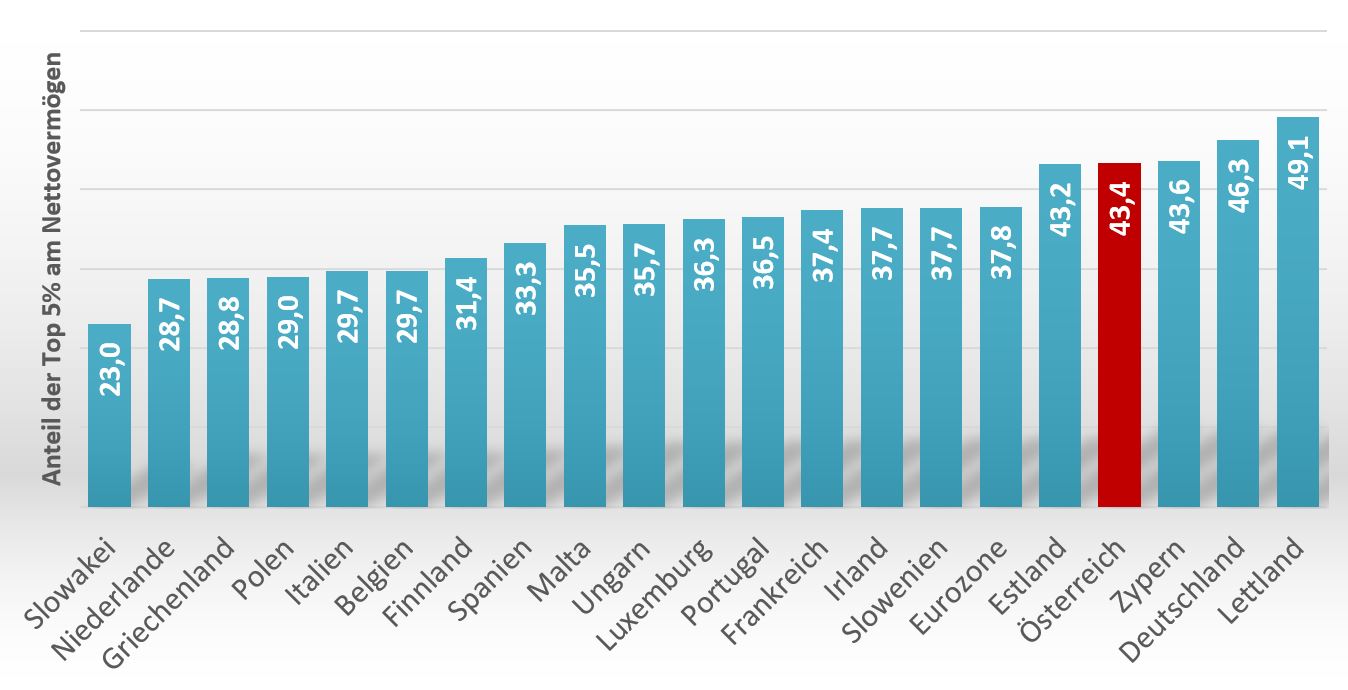 Anteil der Top 5% am Nettovermögen
23,0
28,7
28,8
29,0
29,7
29,7
31,4
33,3
35,5
35,7
36,3
36,5
37,4
37,7
37,7
37,8
43,2
43,4
43,6
46,3
49,1
Slowakei
Niederlande
Griechenland
Polen
Italien
Belgien
Finnland
Spanien
Malta
Ungarn
Luxemburg
Portugal
Frankreich
Irland
Slowenien
Eurozone
Estland
Österreich
Zypern
Deutschland
Lettland